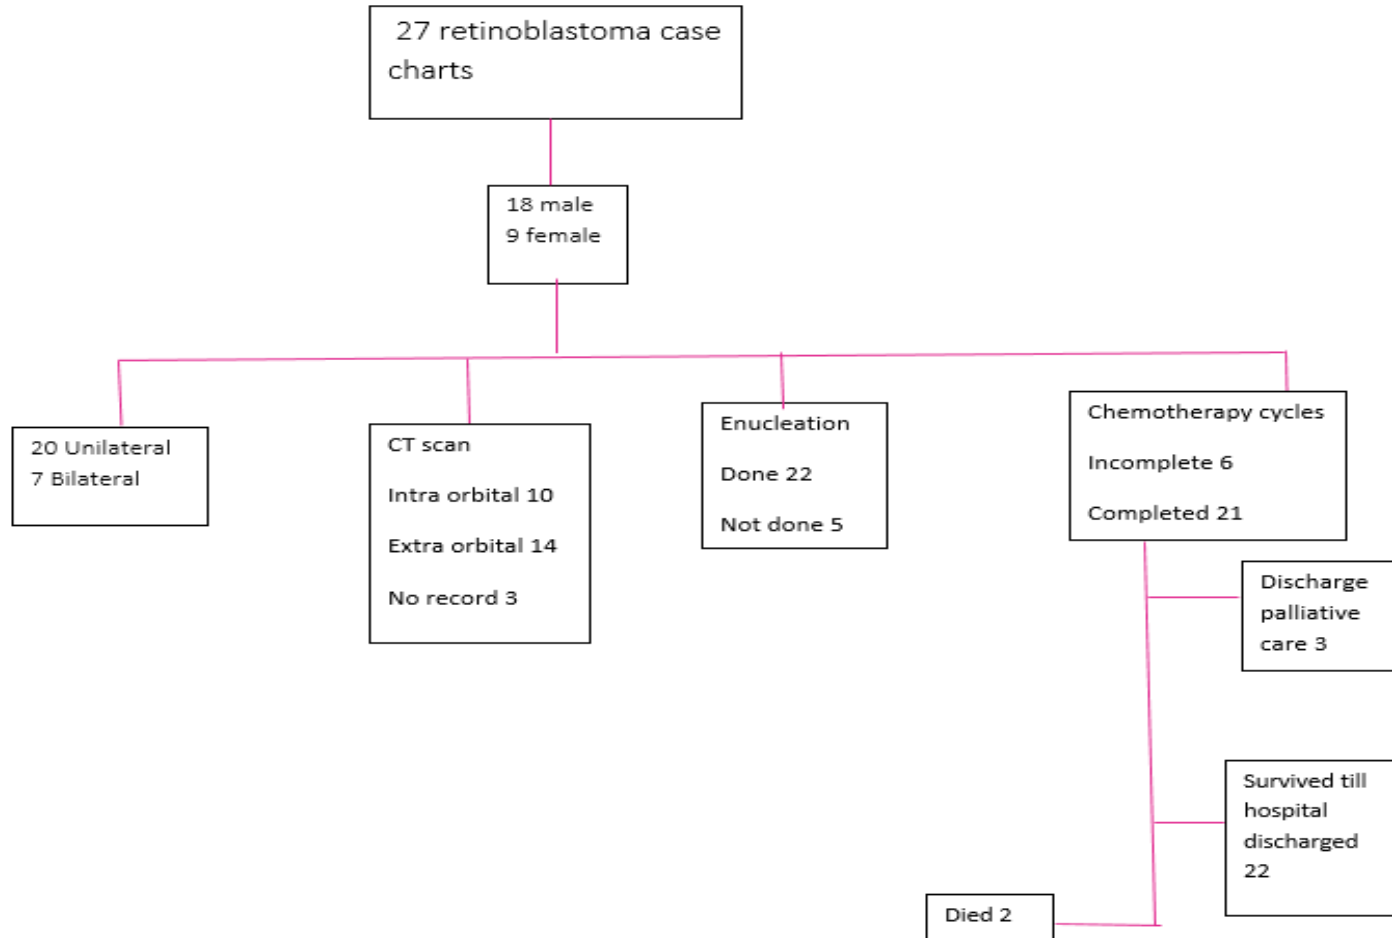 27 retinoblastoma case
charts
18 male
9 female
20 Unilateral
7 Bilateral
CT scan
Intra orbital 10
Extra orbital 14
No record 3
Enucleation
Done 22
Not done 5
Chemotherapy cycles
Incomplete 6
Completed 21
Discharge
palliative
care 3
Survived till
hospital
discharged
22
Died 2